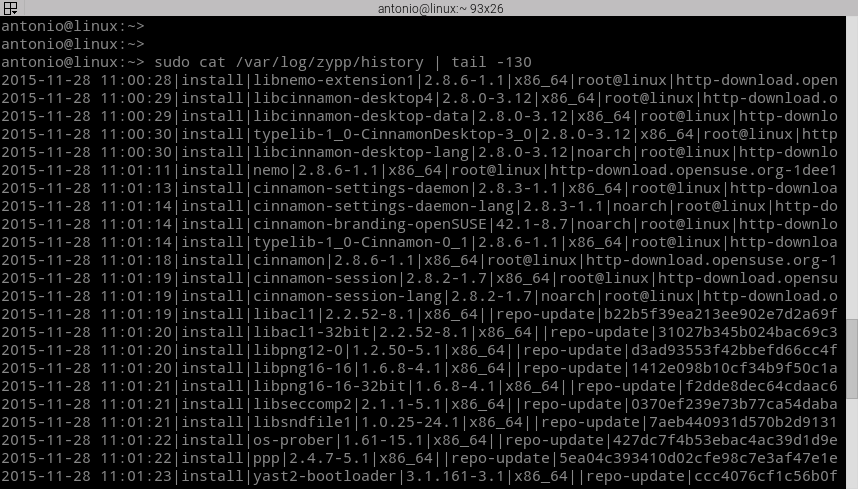 antonio@linux:~ 93x26
antonio@linux:~>
antonio@linux:~>
antonio@linux:~> sudo cat /var/log/zypp/history | tail -130
2015-11-28 11:00:28|install|libnemo-extension1|2.8.6-1.1|x86_64|root@linux|http-download.open
2015-11-28 11:00:29|install|libcinnamon-desktop4|2.8.0-3.12|x86_64|root@linux|http-download.o
2015-11-28 11:00:29|install|libcinnamon-desktop-data|2.8.0-3.12|x86_64|root@linux|http-downlo
2015-11-28 11:00:30|install|typelib-1_0-CinnamonDesktop-3_0|2.8.0-3.12|x86_64|root@linux|http
2015-11-28 11:00:30|install|libcinnamon-desktop-lang|2.8.0-3.12|noarch|root@linux|http-downlo
2015-11-28 11:01:11|install|nemo|2.8.6-1.1|x86_64|root@linux|http-download.opensuse.org-1dee1
2015-11-28 11:01:13|install|cinnamon-settings-daemon|2.8.3-1.1|x86_64|root@linux|http-downloa
2015-11-28 11:01:14|install|cinnamon-settings-daemon-lang|2.8.3-1.1|noarch|root@linux|http-do
2015-11-28 11:01:14|install|cinnamon-branding-openSUSE|42.1-8.7|noarch|root@linux|http-downlo
2015-11-28 11:01:14|install|typelib-1_0-Cinnamon-0_1|2.8.6-1.1|x86_64|root@linux|http-downloa
2015-11-28 11:01:18|install|cinnamon|2.8.6-1.1|x86_64|root@linux|http-download.opensuse.org-1
2015-11-28 11:01:19|install|cinnamon-session|2.8.2-1.7|x86_64|root@linux|http-download.opensu
2015-11-28 11:01:19|install|cinnamon-session-lang|2.8.2-1.7|noarch|root@linux|http-download.o
2015-11-28 11:01:19|install|libacl1|2.2.52-8.1|x86_64||repo-update|b22b5f39ea213ee902e7d2a69f
2015-11-28 11:01:20|install|libacl1-32bit|2.2.52-8.1|x86_64||repo-update|31027b345b024bac69c3
2015-11-28 11:01:20|install|libpng12-0|1.2.50-5.1|x86_64||repo-update|d3ad93553f42bbefd66cc4f
2015-11-28 11:01:20|install|libpng16-16|1.6.8-4.1|x86_64||repo-update|1412e098b10cf34b9f50c1a
2015-11-28 11:01:21|install|libpng16-16-32bit|1.6.8-4.1|x86_64||repo-update|f2dde8dec64cdaac6
2015-11-28 11:01:21|install|libseccomp2|2.1.1-5.1|x86_64||repo-update|0370ef239e73b77ca54daba
2015-11-28 11:01:21|install|libsndfile1|1.0.25-24.1|x86_64||repo-update|7aeb440931d570b2d9131
2015-11-28 11:01:22|install|os-prober|1.61-15.1|x86_64||repo-update|427dc7f4b53ebac4ac39d1d9e
2015-11-28 11:01:22|install|ppp|2.4.7-5.1|x86_64||repo-update|5ea04c393410d02cfe98c7e3af47e1e
2015-11-28 11:01:23|install|yast2-bootloader|3.1.161-3.1|x86_64||repo-update|ccc4076cf1c56b0f